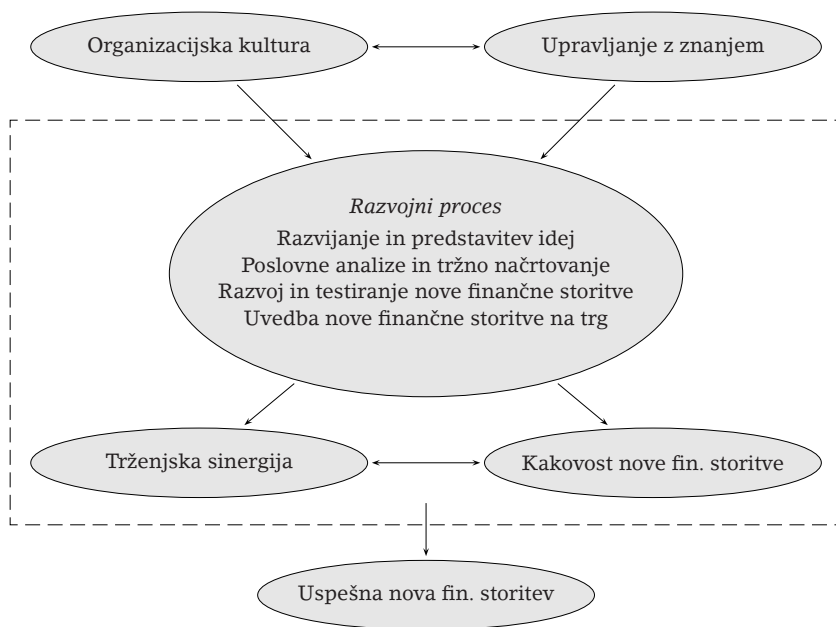 Organizacijska kultura
Upravljanje z znanjem
Razvojni proces
Razvijanje in predstavitev idej
Poslovne analize in tržno načrtovanje
Razvoj in testiranje nove finančne storitve
Uvedba nove finančne storitve na trg
Trženjska sinergija
Kakovost nove fin. storitve
Uspešna nova fin. storitev